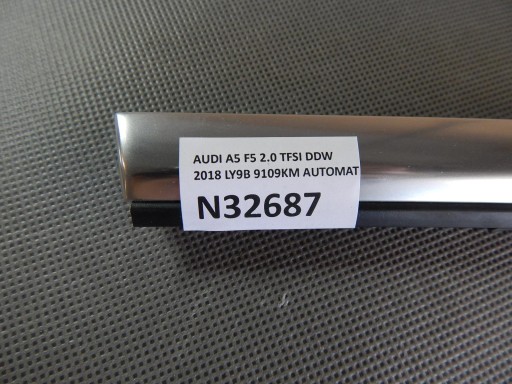 AUDI A5 F5 2.0 TFSI DDW
2018 LY9B 9109KM AUTOMAT
N32687